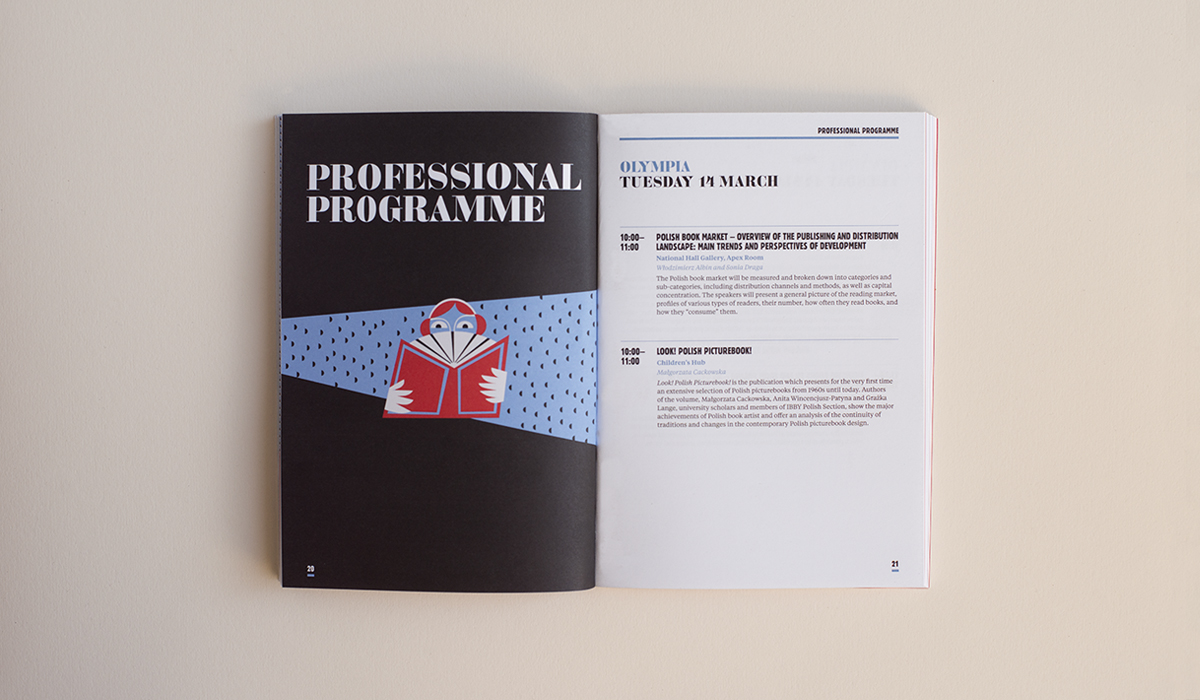 PROFESSIONAL
PROGRAMME
20
PROFESSIONAL PROGRAMME
OLYMPIA
TUESDAY 14 MARCH
10:00–
11:00
POLISH BOOK MARKET – OVERVIEW OF THE PUBLISHING AND DISTRIBUTION
LANDSCAPE: MAIN TRENDS AND PERSPECTIVES OF DEVELOPMENT
National Hall Gallery, Apex Room
Włodzimierz Albin and Sonia Draga
The Polish book market will be measured and broken down into categories and
sub-categories, including distribution channels and methods, as well as capital
concentration. The speakers will present a general picture of the reading market,
profiles of various types of readers, their number, how often they read books, and
how they “consume” them.
10:00–
11:00
LOOK! POLISH PICTUREBOOK!
Children’s Hub
Małgorzata Cackowska
Look! Polish Picturebook! is the publication which presents for the very first time
an extensive selection of Polish picturebooks from 1960s until today. Authors
of the volume, Małgorzata Cackowska, Anita Wincencjusz-Patyna and Grażka
Lange, university scholars and members of IBBY Polish Section, show the major
achievements of Polish book artist and offer an analysis of the continuity of
traditions and changes in the contemporary Polish picturebook design.
21